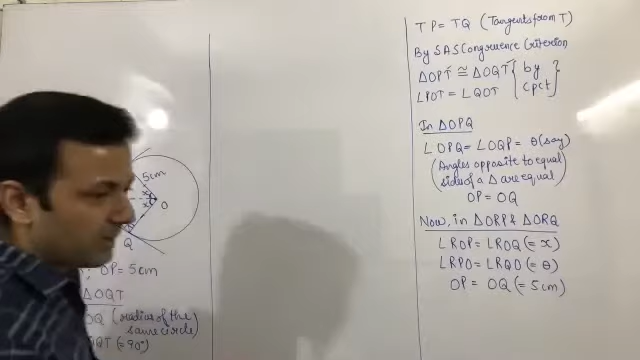 5cm
x
x
O
Q
: OP = 5cm
ΔOQT
OQ (radius of the
same circle)
QT (= 90°)
TP = TQ (Tangents from T)
By SAS Congruence Criterion
ΔOPT ≅ ΔOQT { by
∠POT = ∠QOT { cpct }
In ΔOPQ
∠OPQ = ∠OQP = θ (say)
(Angles opposite to equal
sides of a Δ are equal)
OP = OQ
Now, in ΔORP & ΔORQ
∠ROP = ∠ROQ (= x)
∠RPO = ∠RQO (= θ)
OP = OQ (= 5cm)